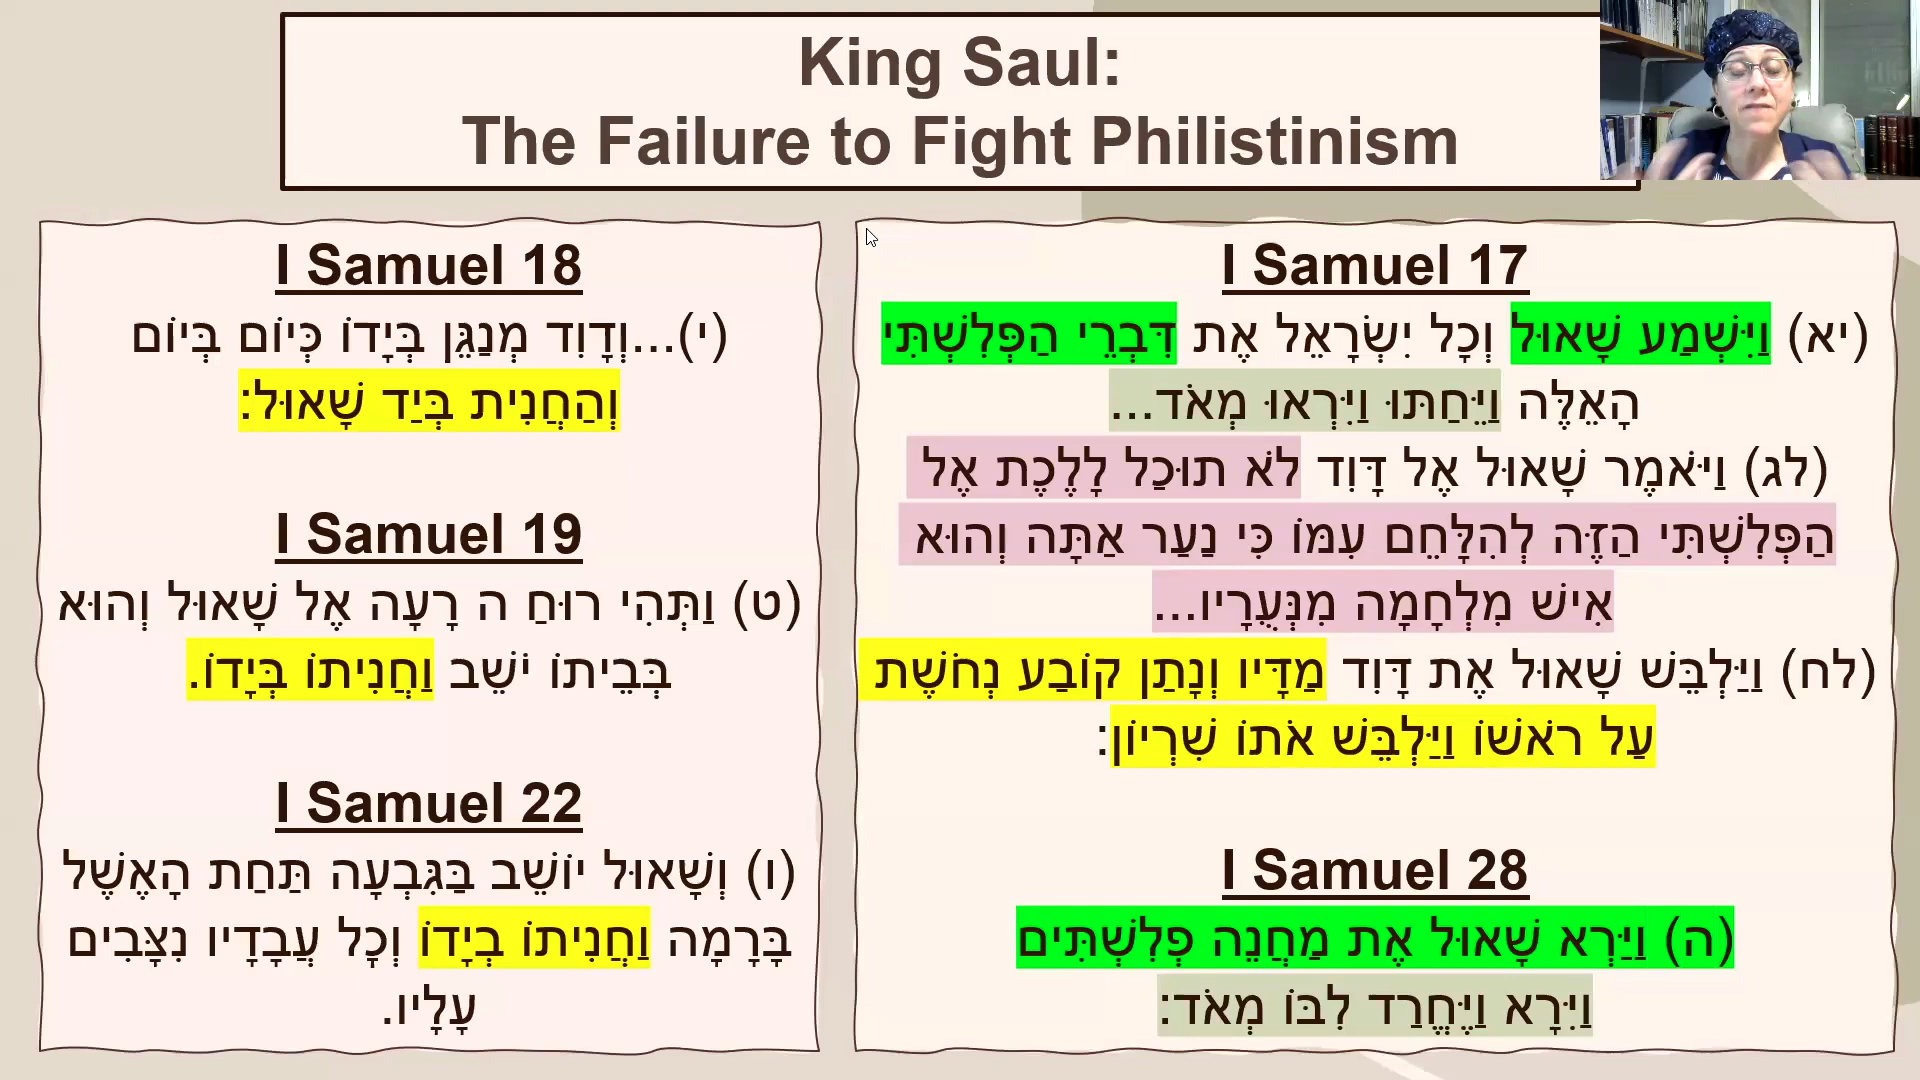 King Saul:
The Failure to Fight Philistinism
I Samuel 17
(יא) וַיִּשְׁמַע שָׁאוּל וְכָל יִשְׂרָאֵל אֶת דִּבְרֵי הַפְּלִשְׁתִּי
הָאֵלֶּה וַיֵּחַתּוּ וַיִּרְאוּ מְאֹד...
(לג) וַיֹּאמֶר שָׁאוּל אֶל דָּוִד לֹא תוּכַל לָלֶכֶת אֶל
הַפְּלִשְׁתִּי הַזֶּה לְהִלָּחֵם עִמּוֹ כִּי נַעַר אַתָּה וְהוּא
אִישׁ מִלְחָמָה מִנְּעֻרָיו...
(לח) וַיַּלְבֵּשׁ שָׁאוּל אֶת דָּוִד מַדָּיו וְנָתַן קוֹבַע נְחֹשֶׁת
עַל רֹאשׁוֹ וַיַּלְבֵּשׁ אֹתוֹ שִׁרְיוֹן:
I Samuel 28
(ה) וַיַּרְא שָׁאוּל אֶת מַחֲנֵה פְלִשְׁתִּים
וַיִּרָא וַיֶּחֱרַד לִבּוֹ מְאֹד:
I Samuel 18
(י)...וְדָוִד מְנַגֵּן בְּיָדוֹ כְּיוֹם בְּיוֹם
וְהַחֲנִית בְּיַד שָׁאוּל:
I Samuel 19
(ט) וַתְּהִי רוּחַ ה רָעָה אֶל שָׁאוּל וְהוּא
בְּבֵיתוֹ יֹשֵׁב וַחֲנִיתוֹ בְּיָדוֹ.
I Samuel 22
(ו) וְשָׁאוּל יוֹשֵׁב בַּגִּבְעָה תַּחַת הָאֶשֶׁל
בָּרָמָה וַחֲנִיתוֹ בְיָדוֹ וְכָל עֲבָדָיו נִצָּבִים
עָלָיו.